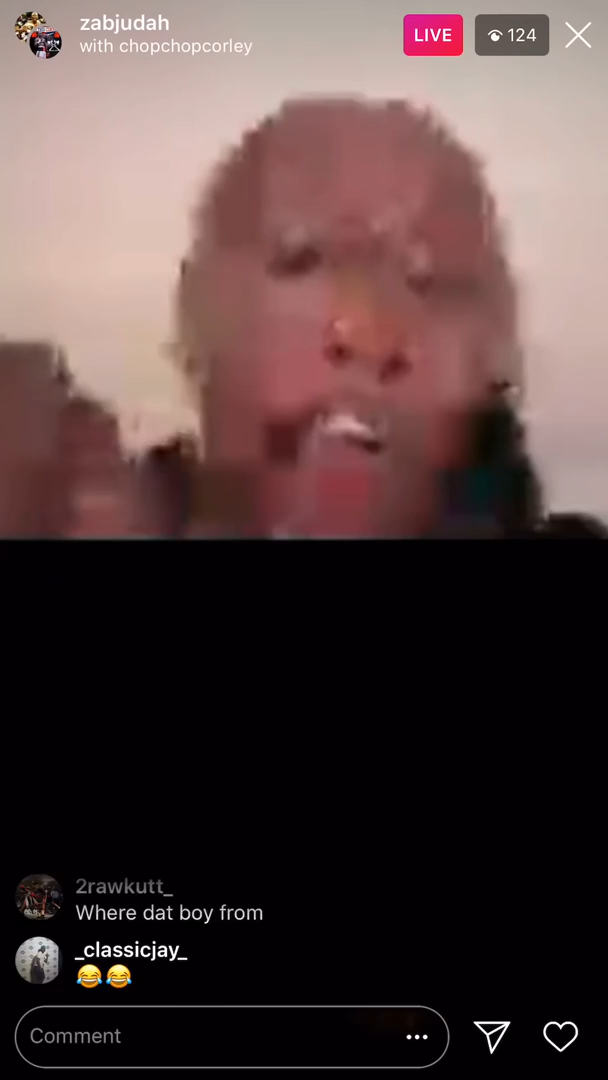 zabjudah
with chopchopcorley
LIVE
124
2rawkutt_
Where dat boy from
_classicjay_
😂😂
Comment